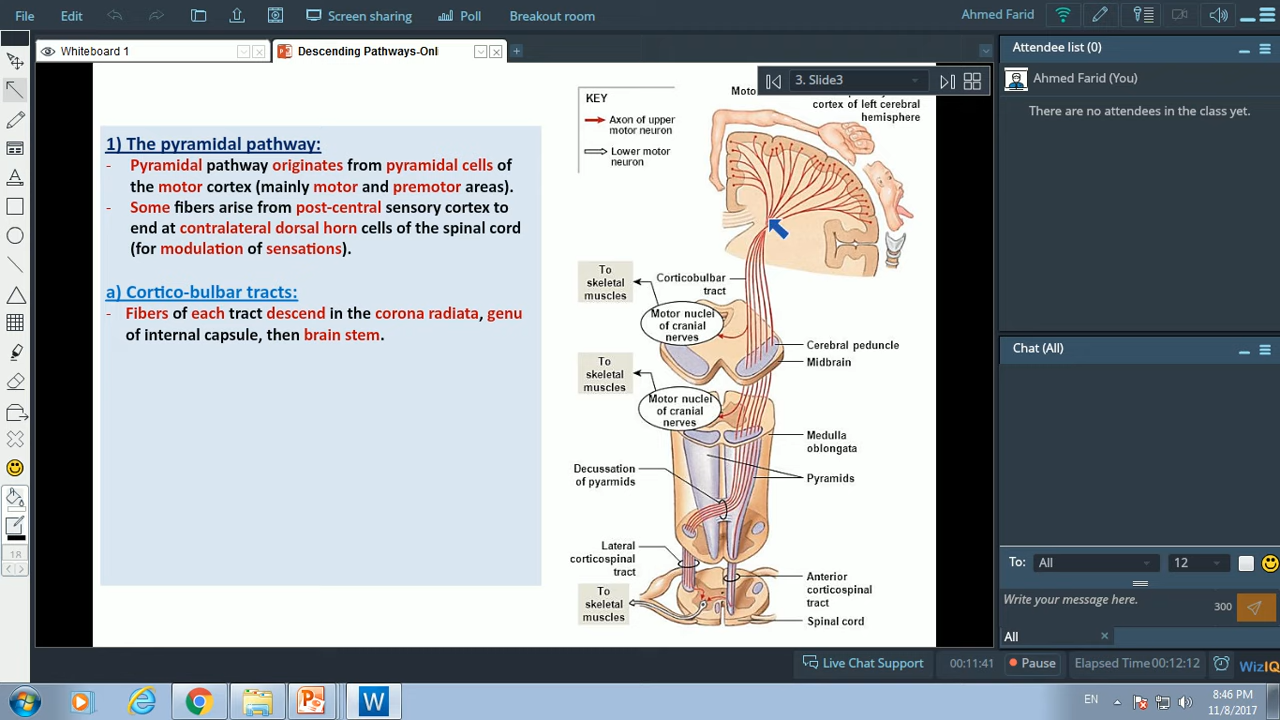 File Edit Screen sharing Poll Breakout room Ahmed Farid
Whiteboard 1
Descending Pathways-Onl
3. Slide3
1) The pyramidal pathway:
- Pyramidal pathway originates from pyramidal cells of
the motor cortex (mainly motor and premotor areas).
- Some fibers arise from post-central sensory cortex to
end at contralateral dorsal horn cells of the spinal cord
(for modulation of sensations).
a) Cortico-bulbar tracts:
- Fibers of each tract descend in the corona radiata, genu
of internal capsule, then brain stem.
KEY
Axon of upper
motor neuron
Lower motor
neuron
Moto
cortex of left cerebral
hemisphere
To
skeletal
muscles
Corticobulbar
tract
Motor nuclei
of cranial
nerves
Cerebral peduncle
Midbrain
To
skeletal
muscles
Motor nuclei
of cranial
nerves
Medulla
oblongata
Pyramids
Decussation
of pyarmids
Lateral
corticospinal
tract
To
skeletal
muscles
Anterior
corticospinal
tract
Spinal cord
Attendee list (0)
Ahmed Farid (You)
There are no attendees in the class yet.
Chat (All)
To: All 12
Write your message here. 300
All
Live Chat Support 00:11:41 Pause Elapsed Time 00:12:12 WizIQ
EN
8:46 PM
11/8/2017